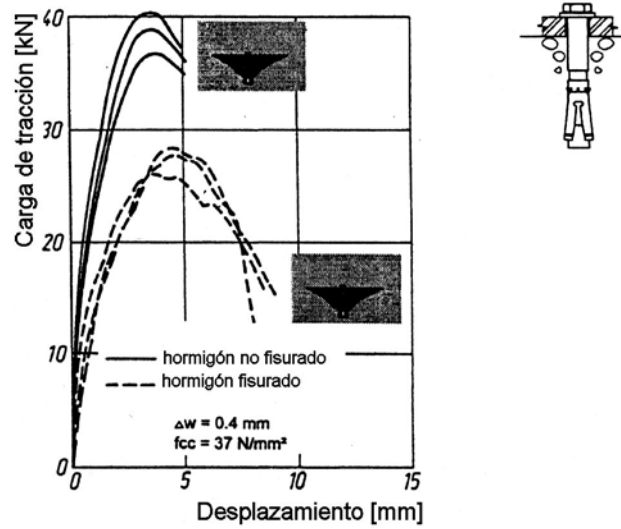 Carga de tracción [kN]
40
30
20
10
0
hormigón no fisurado
hormigón fisurado
Δw = 0.4 mm
fcc = 37 N/mm²
0 5 10 15
Desplazamiento [mm]